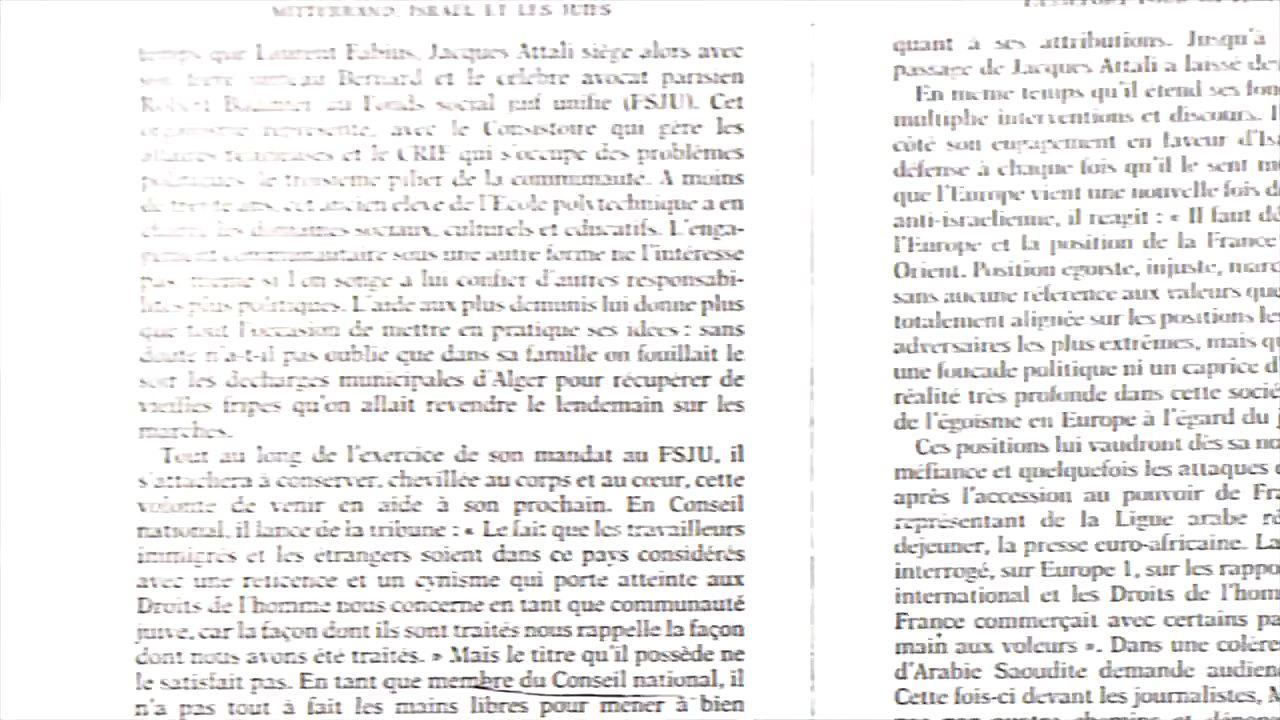 MITTERRAND, ISRAËL ET LES JUIFS
temps que Laurent Fabius, Jacques Attali siège alors avec
son frère jumeau Bernard et le célèbre avocat parisien
Robert Badinter au Fonds social juif unifié (FSJU). Cet
organisme représente, avec le Consistoire qui gère les
affaires religieuses et le CRIF qui s'occupe des problèmes
politiques le troisième pilier de la communauté. A moins
de trente ans, cet ancien élève de l'École polytechnique a en
charge les domaines sociaux, culturels et éducatifs. L'enga-
gement communautaire sous une autre forme ne l'intéresse
pas même si l'on songe à lui confier d'autres responsabi-
lités plus politiques. L'aide aux plus démunis lui donne plus
que tout l'occasion de mettre en pratique ses idées : sans
doute n'a-t-il pas oublié que dans sa famille on fouillait le
soir les décharges municipales d'Alger pour récupérer de
vieilles fripes qu'on allait revendre le lendemain sur les
marchés.
Tout au long de l'exercice de son mandat au FSJU, il
s'attachera à conserver, chevillée au corps et au cœur, cette
volonté de venir en aide à son prochain. En Conseil
national, il lance de la tribune : « Le fait que les travailleurs
immigrés et les étrangers soient dans ce pays considérés
avec une réticence et un cynisme qui porte atteinte aux
Droits de l'homme nous concerne en tant que communauté
juive, car la façon dont ils sont traités nous rappelle la façon
dont nous avons été traités. » Mais le titre qu'il possède ne
le satisfait pas. En tant que membre du Conseil national, il
n'a pas tout à fait les mains libres pour mener à bien
quant à ses attributions. Jusqu'à
passage de Jacques Attali a laissé de
En même temps qu'il étend ses fon
multiplie interventions et discours. I
côté son engagement en faveur d'Is
défense à chaque fois qu'il le sent
que l'Europe vient une nouvelle fois d
anti-israélienne, il réagit : « Il faut dé
l'Europe et la position de la France
Orient. Position égoïste, injuste, marc
sans aucune référence aux valeurs que
totalement alignée sur les positions les
adversaires les plus extrêmes, mais qu
une foucade politique ni un caprice d
réalité très profonde dans cette socié
de l'égoïsme en Europe à l'égard du
Ces positions lui vaudront dès sa no
méfiance et quelquefois les attaques
après l'accession au pouvoir de Fra
représentant de la Ligue arabe ré
déjeuner, la presse euro-africaine. La
interrogé, sur Europe 1, sur les rappo
international et les Droits de l'hom
France commerçait avec certains pa
main aux voleurs ». Dans une colère
d'Arabie Saoudite demande audien
Cette fois-ci devant les journalistes, M